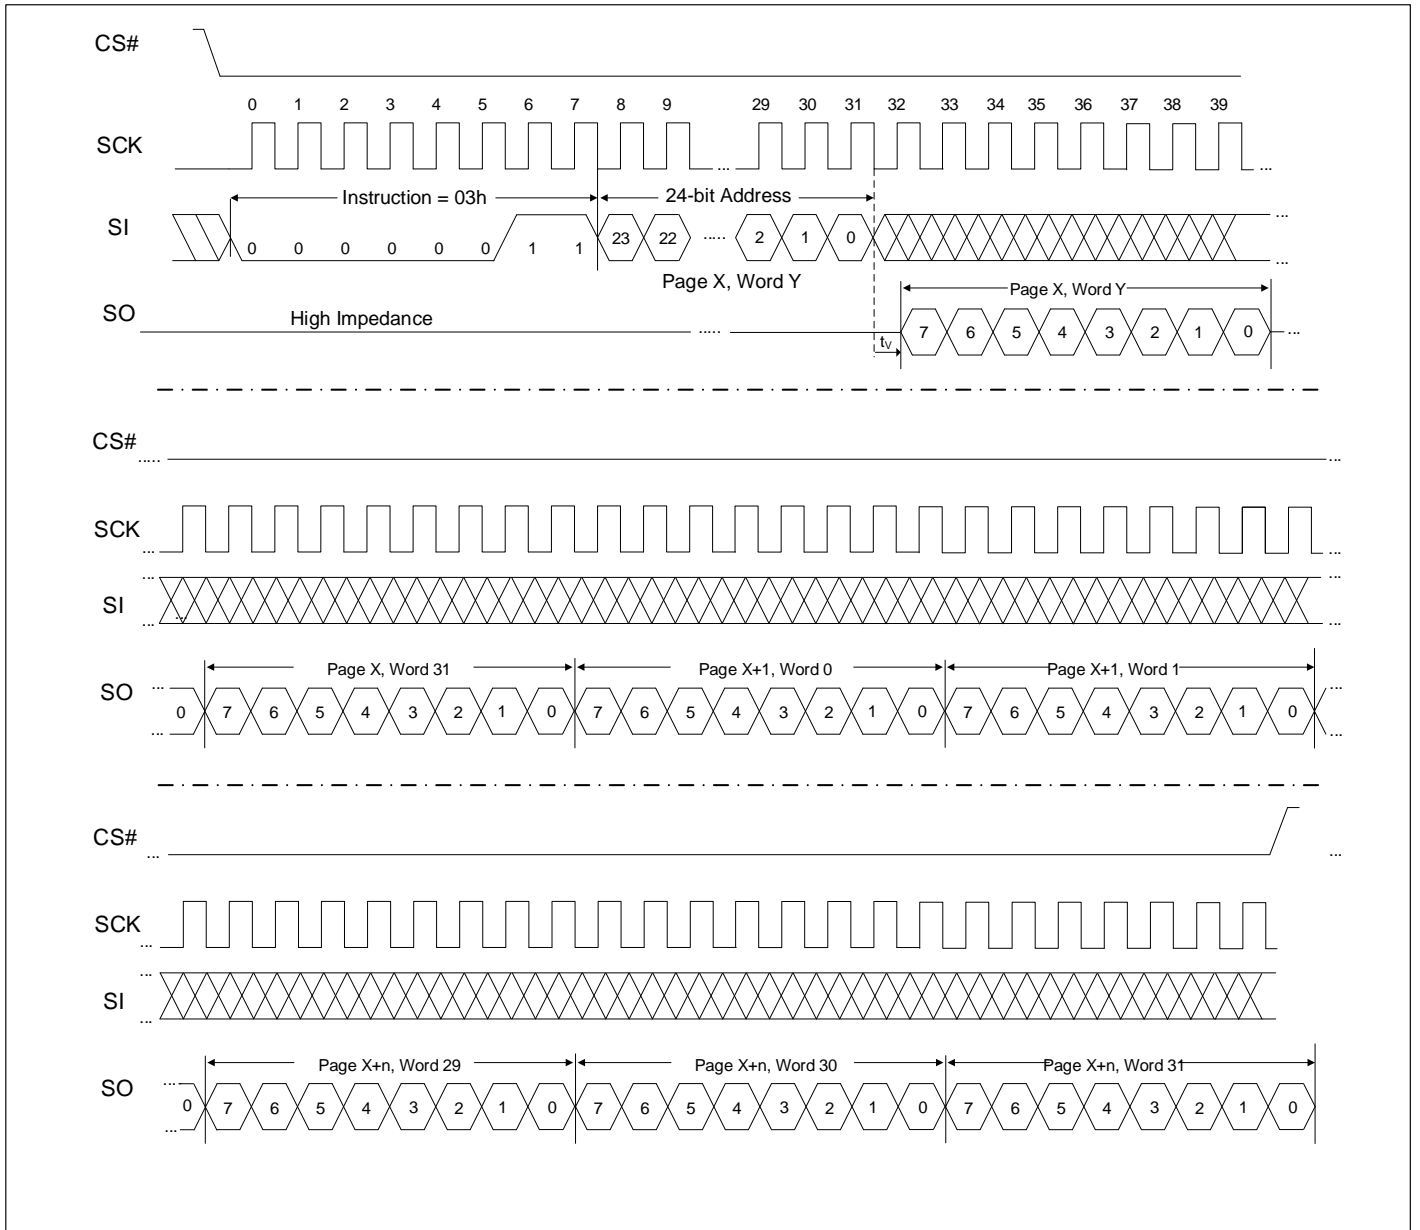 CS#
0 1 2 3 4 5 6 7 8 9 29 30 31 32 33 34 35 36 37 38 39
SCK ... ...
Instruction = 03h 24-bit Address
SI 0 0 0 0 0 0 1 1 23 22 ..... 2 1 0 ... ...
Page X, Word Y
Page X, Word Y
SO High Impedance ..... 7 6 5 4 3 2 1 0 ...
tV
CS# ..... ...
SCK ... ...
SI ... ... ... ... ...
Page X, Word 31 Page X+1, Word 0 Page X+1, Word 1
SO ... 0 7 6 5 4 3 2 1 0 7 6 5 4 3 2 1 0 7 6 5 4 3 2 1 0 ...
... ...
CS# ... ...
SCK ...
SI ... ...
Page X+n, Word 29 Page X+n, Word 30 Page X+n, Word 31
SO ... 0 7 6 5 4 3 2 1 0 7 6 5 4 3 2 1 0 7 6 5 4 3 2 1 0
...